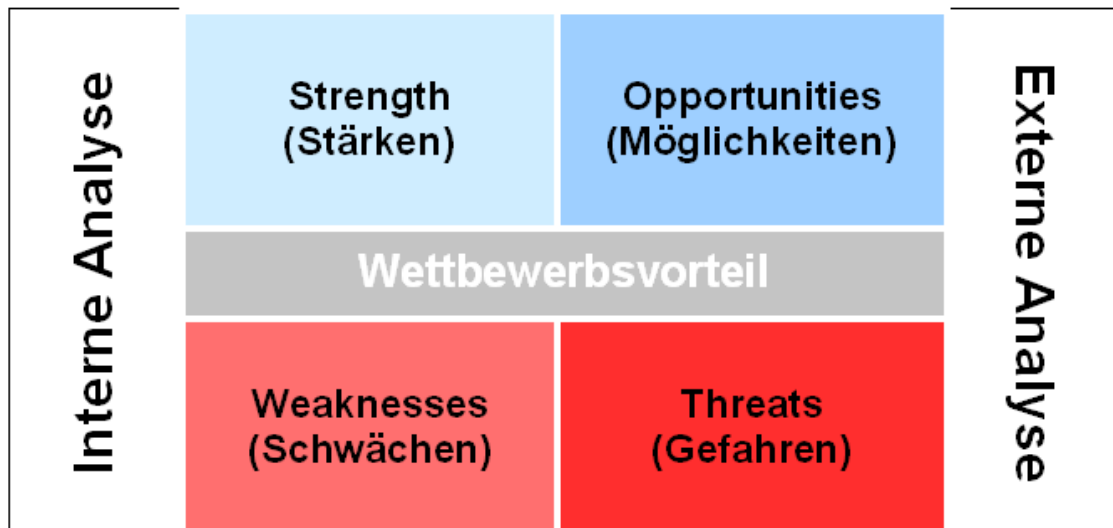 Interne Analyse
Strength
(Stärken)
Opportunities
(Möglichkeiten)
Wettbewerbsvorteil
Weaknesses
(Schwächen)
Threats
(Gefahren)
Externe Analyse